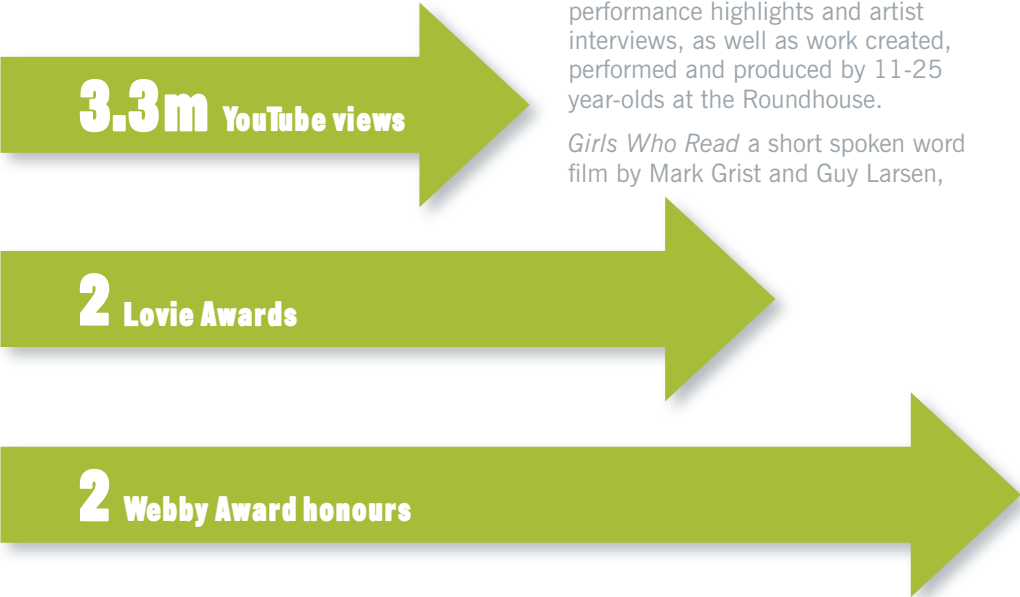 performance highlights and artist
interviews, as well as work created,
performed and produced by 11-25
year-olds at the Roundhouse.
Girls Who Read a short spoken word
film by Mark Grist and Guy Larsen,
3.3m YouTube views
2 Lovie Awards
2 Webby Award honours